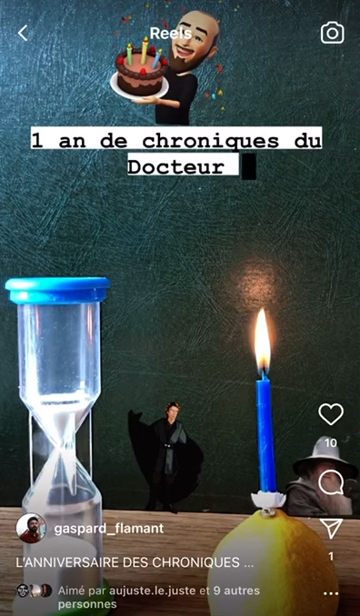 Reels
1 an de chroniques du
Docteur
10
gaspard_flamant
1
L'ANNIVERSAIRE DES CHRONIQUES ...
Aimé par aujuste.le.juste et 9 autres
personnes